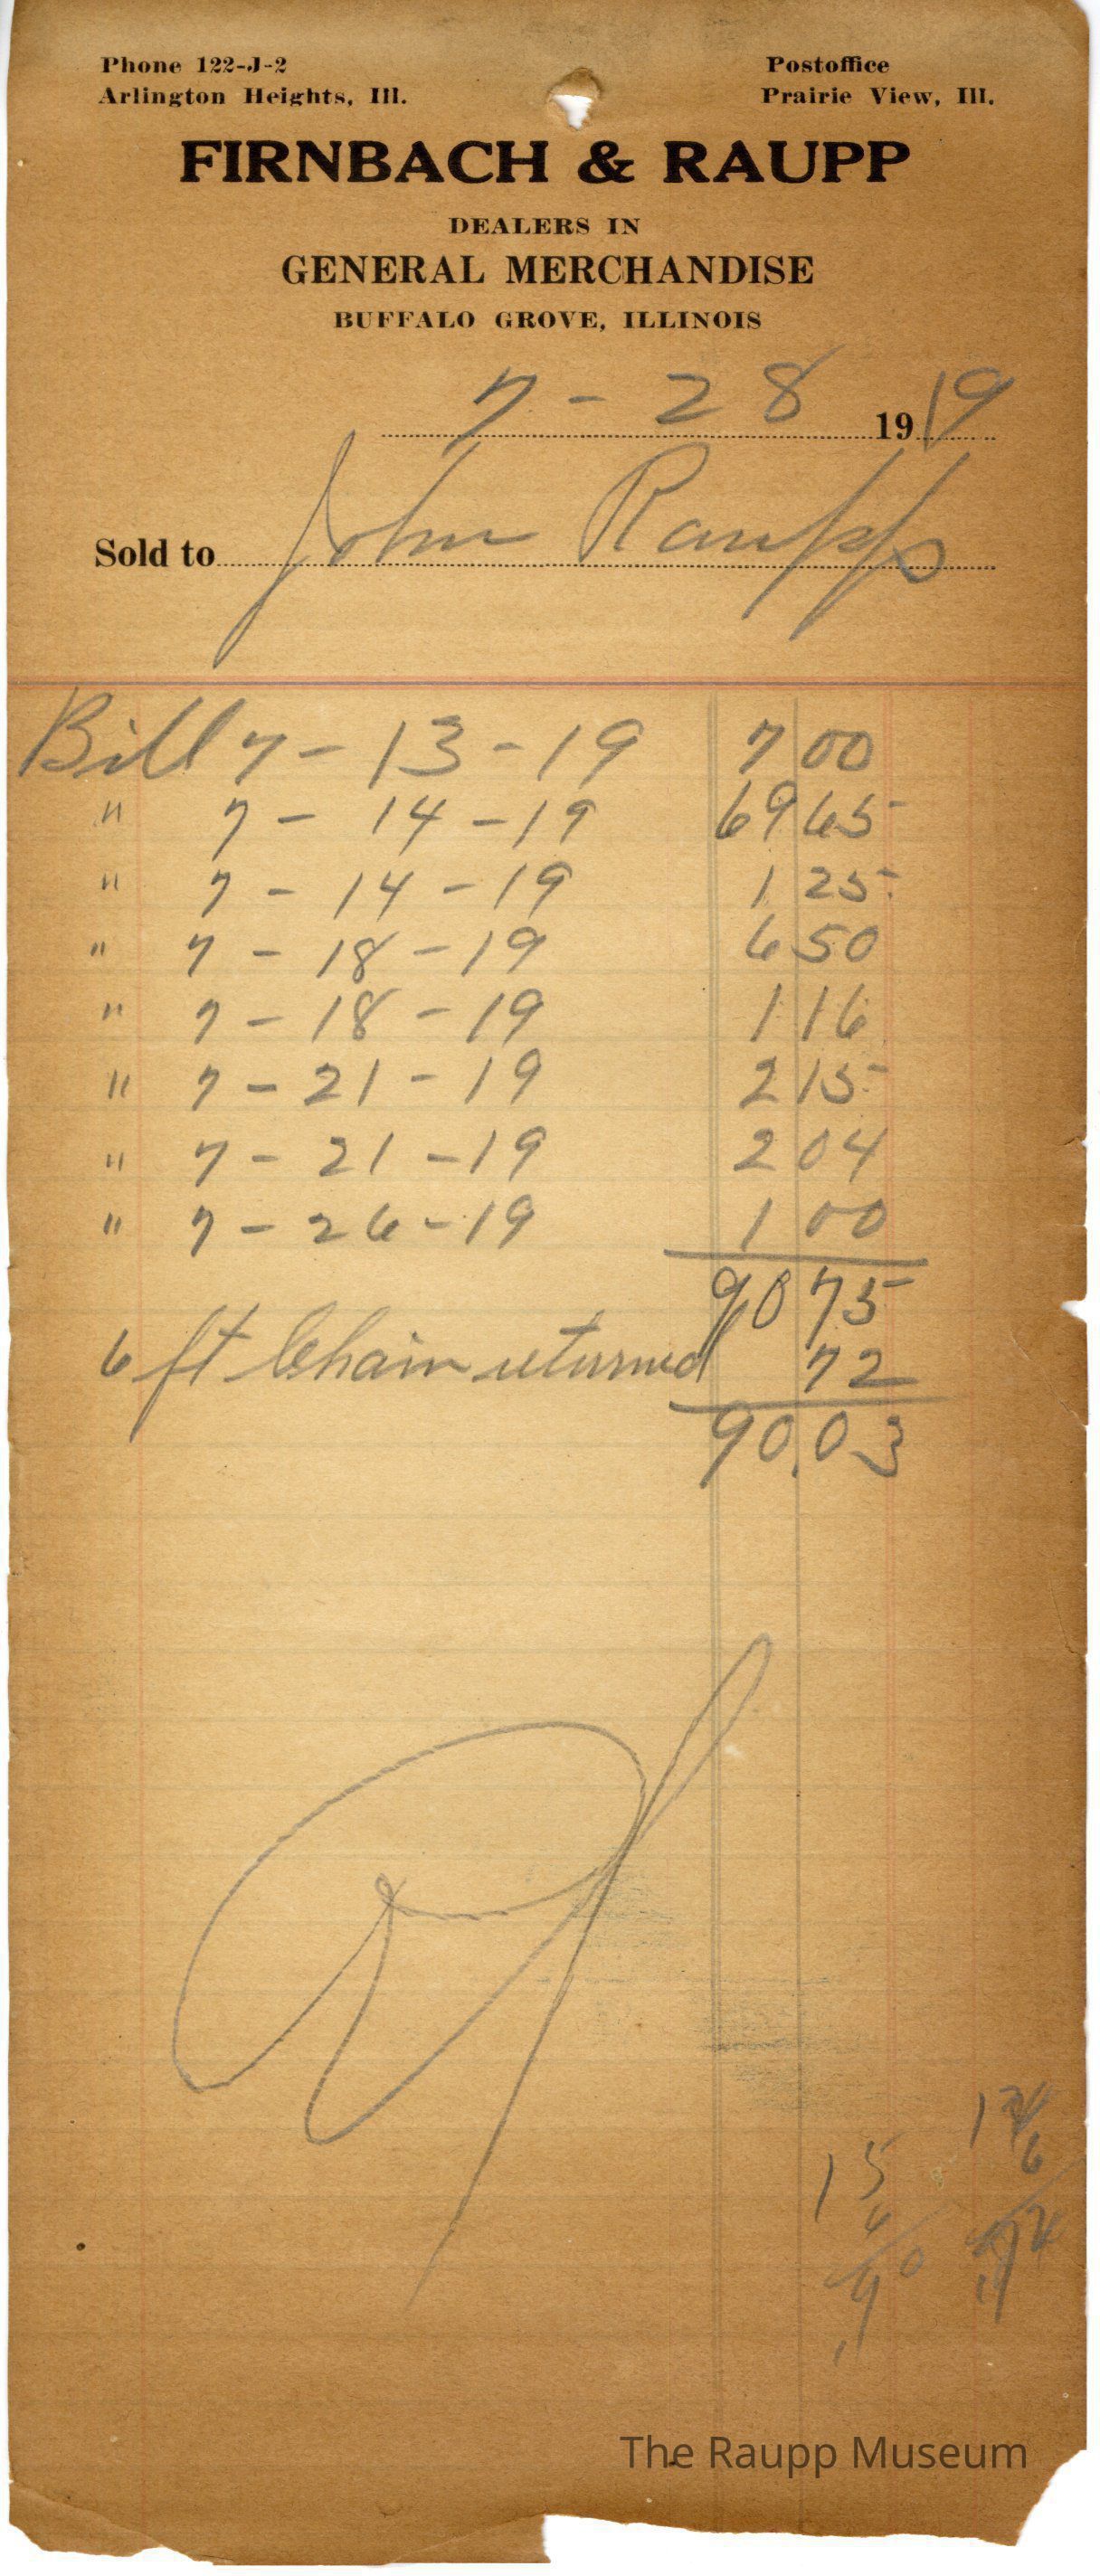 Phone 122-J-2
Arlington Heights, Ill.
Postoffice
Prairie View, Ill.
FIRNBACH & RAUPP
DEALERS IN
GENERAL MERCHANDISE
BUFFALO GROVE, ILLINOIS
7 - 28 1919
Sold to John Raupp
Bill 7 - 13 - 19 7 00
" 7 - 14 - 19 69 65
" 7 - 14 - 19 1 25
" 7 - 18 - 19 6 50
" 7 - 18 - 19 1 16
" 7 - 21 - 19 2 15
" 7 - 21 - 19 2 04
" 7 - 26 - 19 1 00
90 75
6 ft Chain returned 72
90.03
15
6
90
6
The Raupp Museum